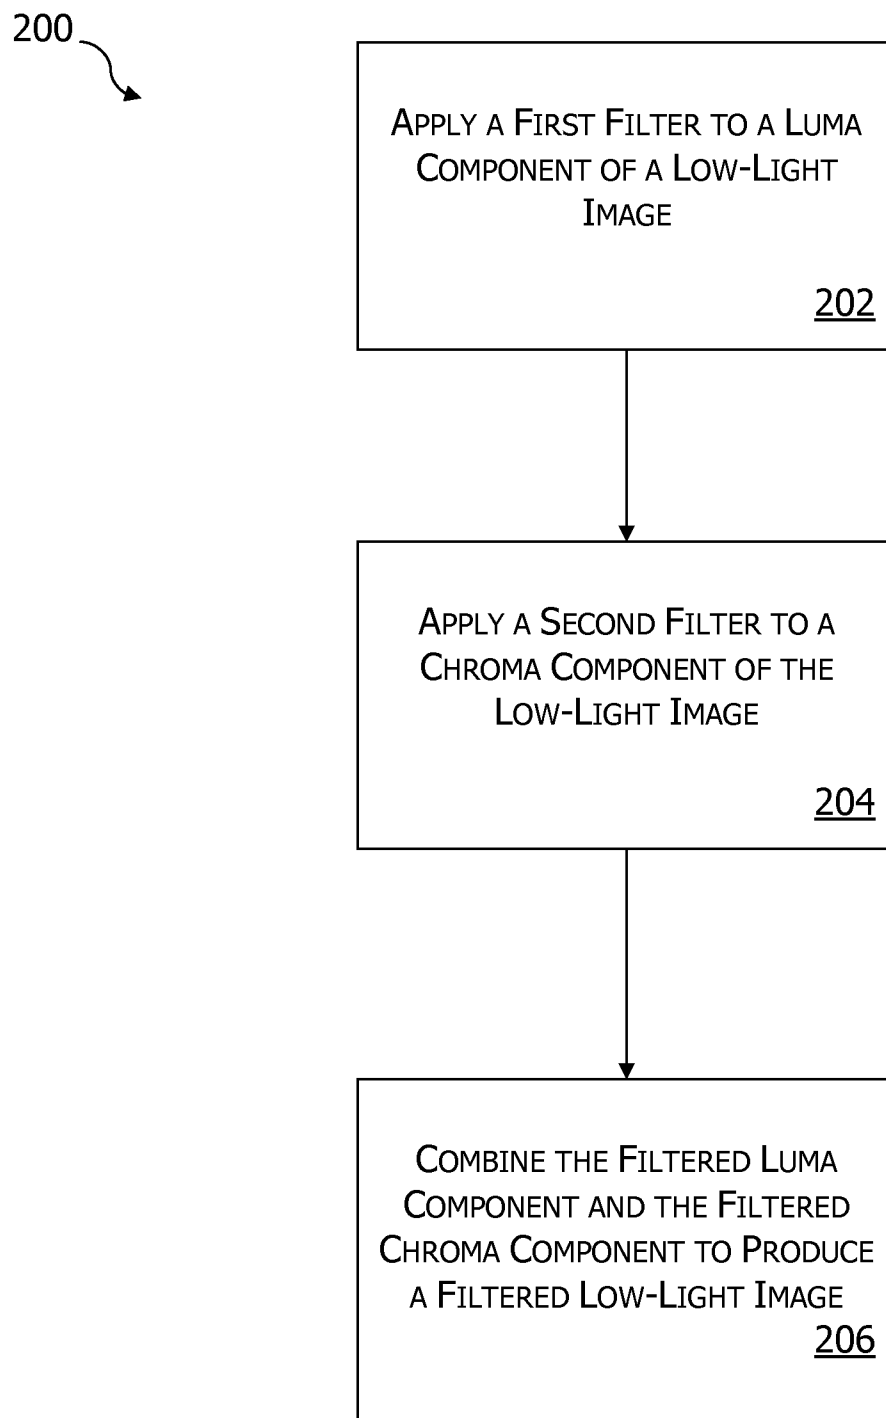 200
APPLY A FIRST FILTER TO A LUMA
COMPONENT OF A LOW-LIGHT
IMAGE
202
APPLY A SECOND FILTER TO A
CHROMA COMPONENT OF THE
LOW-LIGHT IMAGE
204
COMBINE THE FILTERED LUMA
COMPONENT AND THE FILTERED
CHROMA COMPONENT TO PRODUCE
A FILTERED LOW-LIGHT IMAGE
206